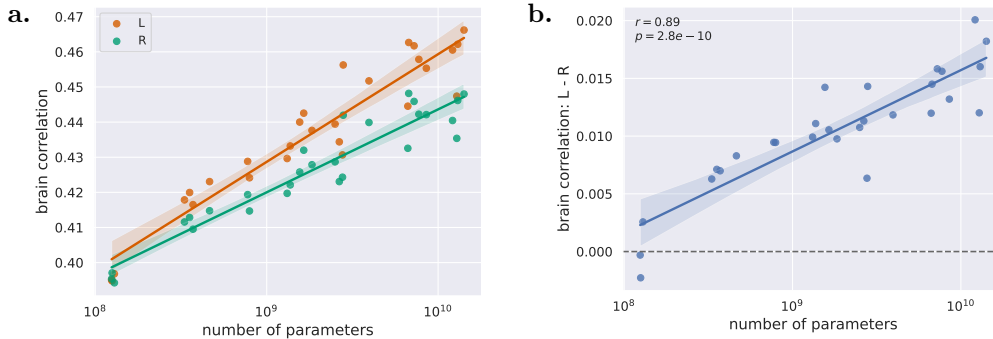 a.
L
R
0.47
0.46
0.45
0.44
0.43
0.42
0.41
0.40
brain correlation
10⁸
10⁹
10¹⁰
number of parameters
b.
r = 0.89
p = 2.8e − 10
0.020
0.015
0.010
0.005
0.000
brain correlation: L - R
10⁸
10⁹
10¹⁰
number of parameters